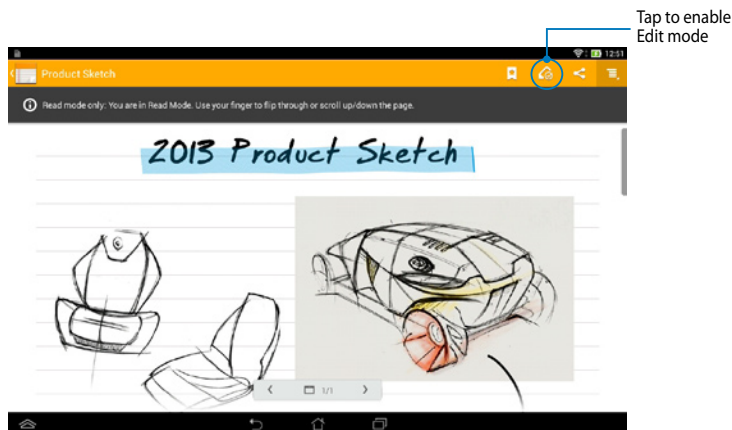 Tap to enable
Edit mode
12:51
Product Sketch
Read mode only: You are in Read Mode. Use your finger to flip through or scroll up/down the page.
2013 Product Sketch
1/1